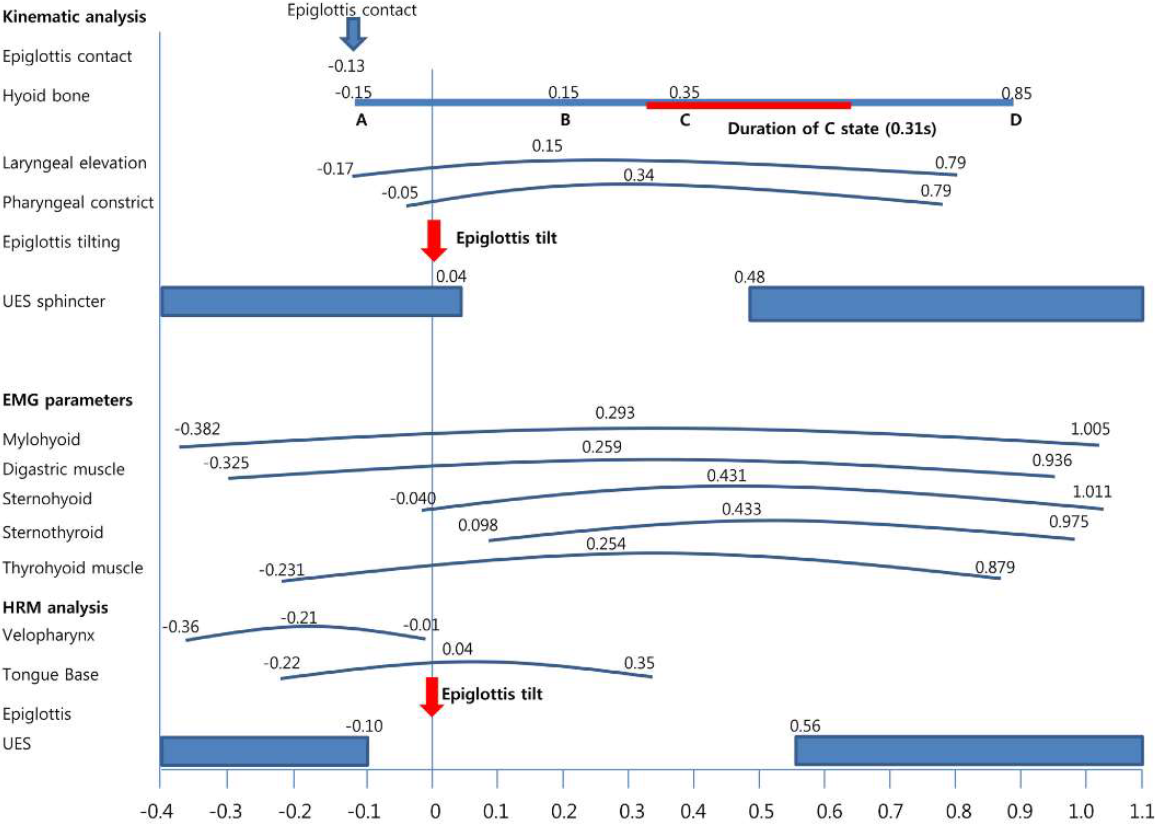 Epiglottis contact
Kinematic analysis
Epiglottis contact
-0.13
Hyoid bone -0.15 0.15 0.35 0.85
A B C D
Duration of C state (0.31s)
Laryngeal elevation -0.17 0.15 0.79
Pharyngeal constrict -0.05 0.34 0.79
Epiglottis tilting Epiglottis tilt
0.04 0.48
UES sphincter
EMG parameters
Mylohyoid -0.382 0.293 1.005
Digastric muscle -0.325 0.259 0.936
Sternohyoid -0.040 0.431 1.011
Sternothyroid 0.098 0.433 0.975
Thyrohyoid muscle -0.231 0.254 0.879
HRM analysis
Velopharynx -0.36 -0.21 -0.01
Tongue Base -0.22 0.04 0.35
Epiglottis tilt
Epiglottis
-0.10 0.56
UES
-0.4 -0.3 -0.2 -0.1 0 0.1 0.2 0.3 0.4 0.5 0.6 0.7 0.8 0.9 1.0 1.1